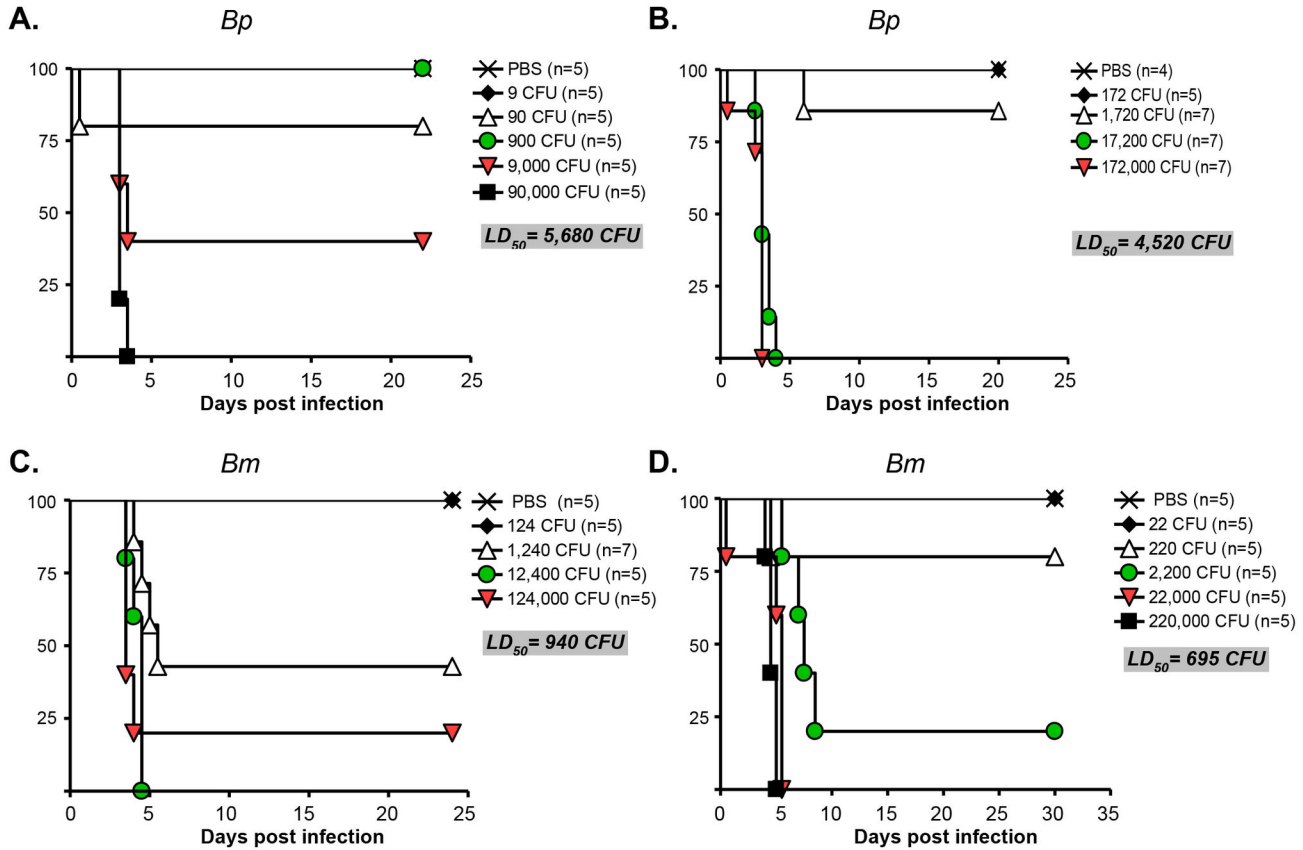 A.
Bp
100
75
50
25
0
5
10
15
20
25
Days post infection
PBS (n=5)
9 CFU (n=5)
90 CFU (n=5)
900 CFU (n=5)
9,000 CFU (n=5)
90,000 CFU (n=5)
LD50= 5,680 CFU
B.
Bp
100
75
50
25
0
5
10
15
20
25
Days post infection
PBS (n=4)
172 CFU (n=5)
1,720 CFU (n=7)
17,200 CFU (n=7)
172,000 CFU (n=7)
LD50= 4,520 CFU
C.
Bm
100
75
50
25
0
5
10
15
20
25
Days post infection
PBS (n=5)
124 CFU (n=5)
1,240 CFU (n=7)
12,400 CFU (n=5)
124,000 CFU (n=5)
LD50= 940 CFU
D.
Bm
100
75
50
25
0
5
10
15
20
25
30
35
Days post infection
PBS (n=5)
22 CFU (n=5)
220 CFU (n=5)
2,200 CFU (n=5)
22,000 CFU (n=5)
220,000 CFU (n=5)
LD50= 695 CFU